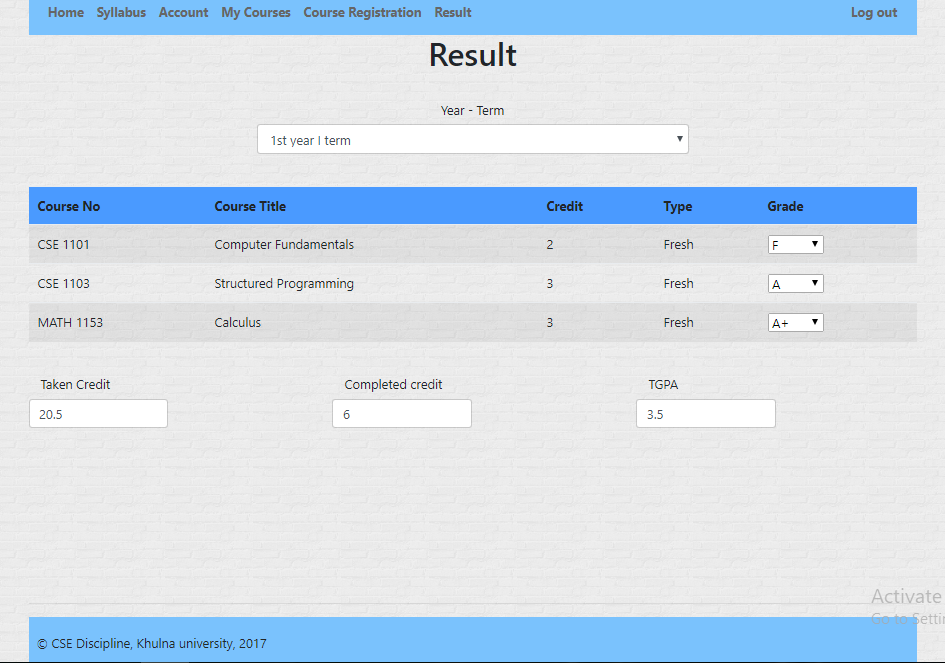 Home Syllabus Account My Courses Course Registration Result Log out
Result
Year - Term
1st year I term
Course No Course Title Credit Type Grade
CSE 1101 Computer Fundamentals 2 Fresh F
CSE 1103 Structured Programming 3 Fresh A
MATH 1153 Calculus 3 Fresh A+
Taken Credit Completed credit TGPA
20.5 6 3.5
Activate
Go to Setti
© CSE Discipline, Khulna university, 2017